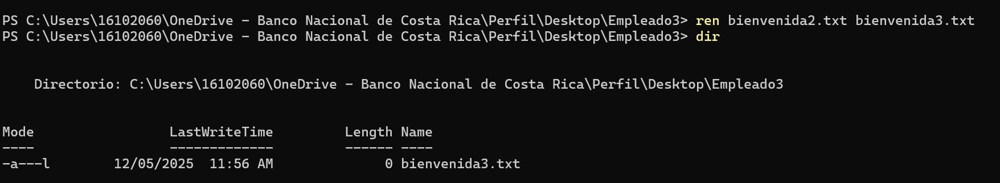 PS C:\Users\16102060\OneDrive - Banco Nacional de Costa Rica\Perfil\Desktop\Empleado3> ren bienvenida2.txt bienvenida3.txt
PS C:\Users\16102060\OneDrive - Banco Nacional de Costa Rica\Perfil\Desktop\Empleado3> dir
Directorio: C:\Users\16102060\OneDrive - Banco Nacional de Costa Rica\Perfil\Desktop\Empleado3
Mode                 LastWriteTime         Length Name
----                 -------------         ------ ----
-a---l        12/05/2025  11:56 AM              0 bienvenida3.txt